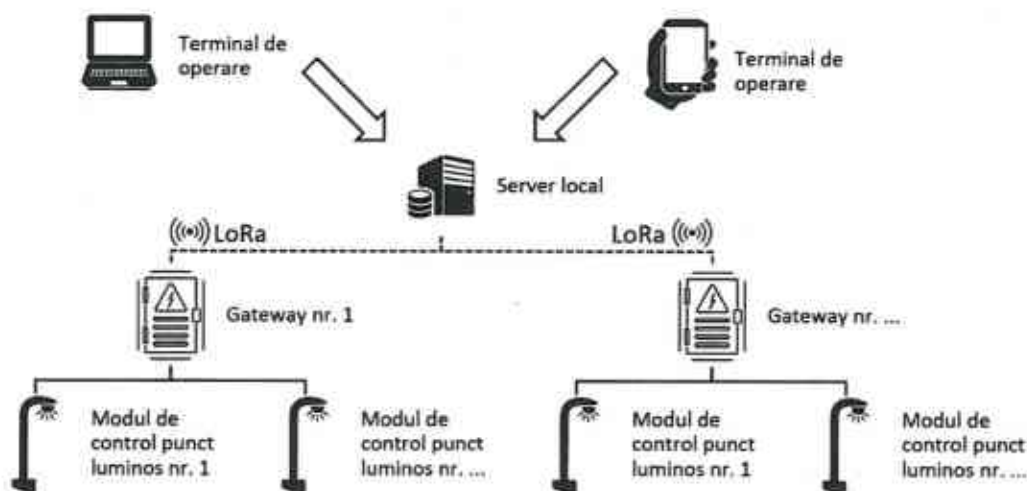 Terminal de
operare
Terminal de
operare
Server local
LoRa
LoRa
Gateway nr. 1
Gateway nr. ...
Modul de
control punct
luminos nr. 1
Modul de
control punct
luminos nr. ...
Modul de
control punct
luminos nr. 1
Modul de
control punct
luminos nr. ...